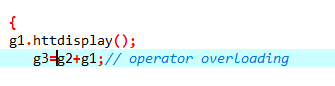 {
g1.httdisplay();
g3=g2+g1;// operator overloading